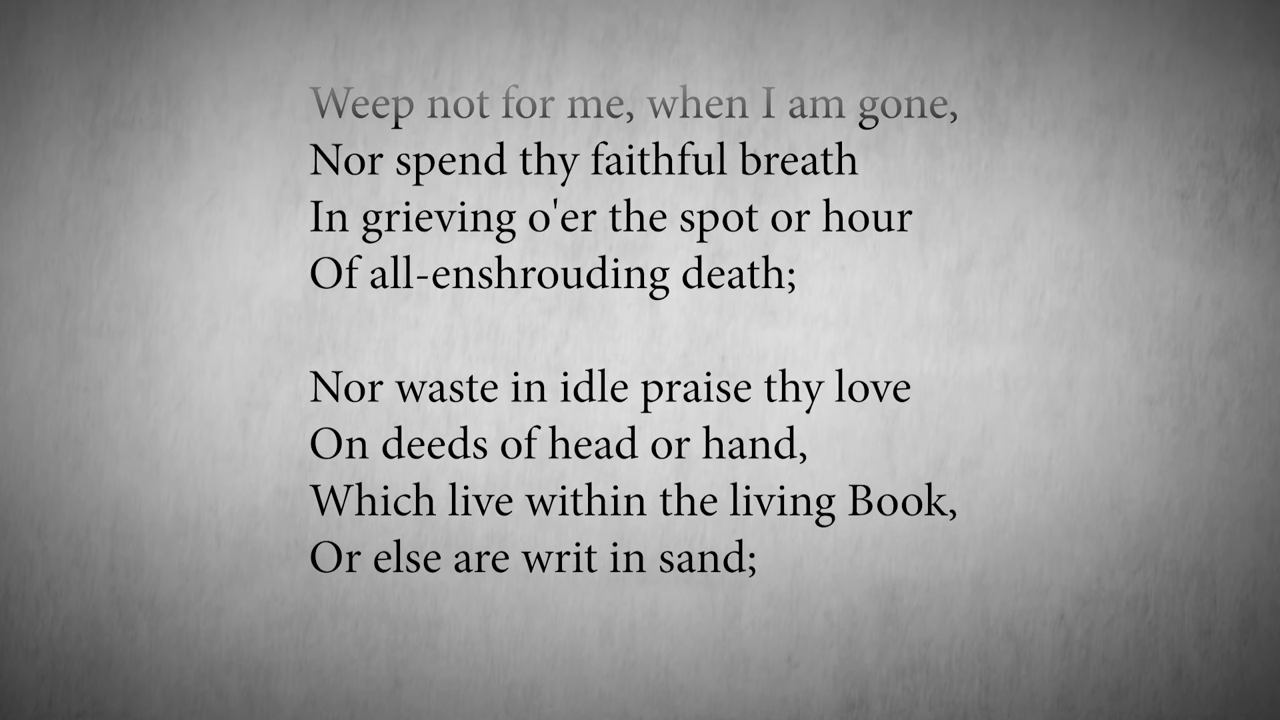 Weep not for me, when I am gone,
Nor spend thy faithful breath
In grieving o'er the spot or hour
Of all-enshrouding death;
Nor waste in idle praise thy love
On deeds of head or hand,
Which live within the living Book,
Or else are writ in sand;